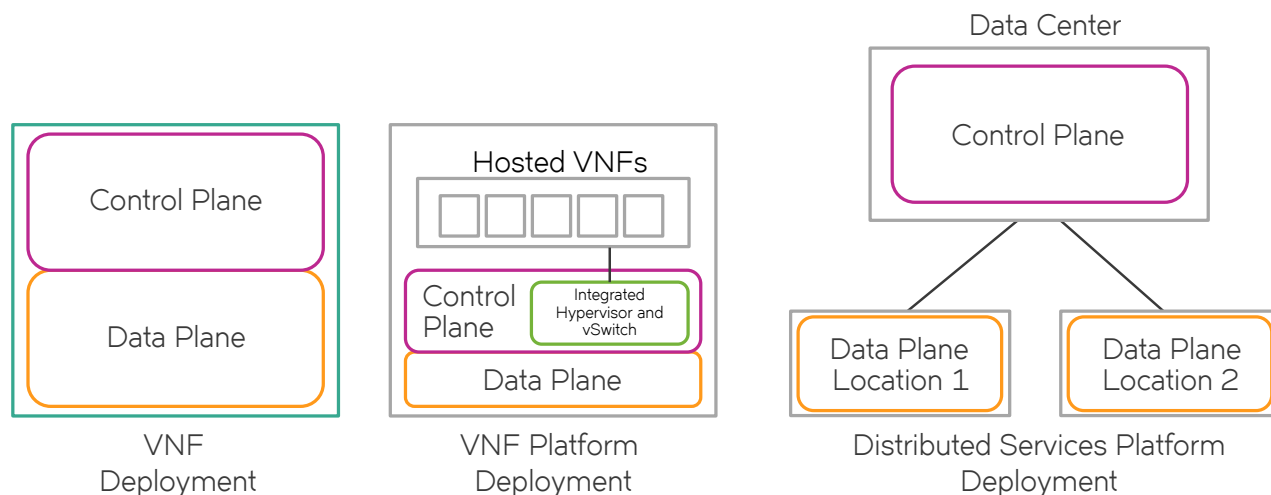 Control Plane
Data Plane
VNF
Deployment
Hosted VNFs
Control
Plane
Integrated
Hypervisor and
vSwitch
Data Plane
VNF Platform
Deployment
Data Center
Control Plane
Data Plane
Location 1
Data Plane
Location 2
Distributed Services Platform
Deployment